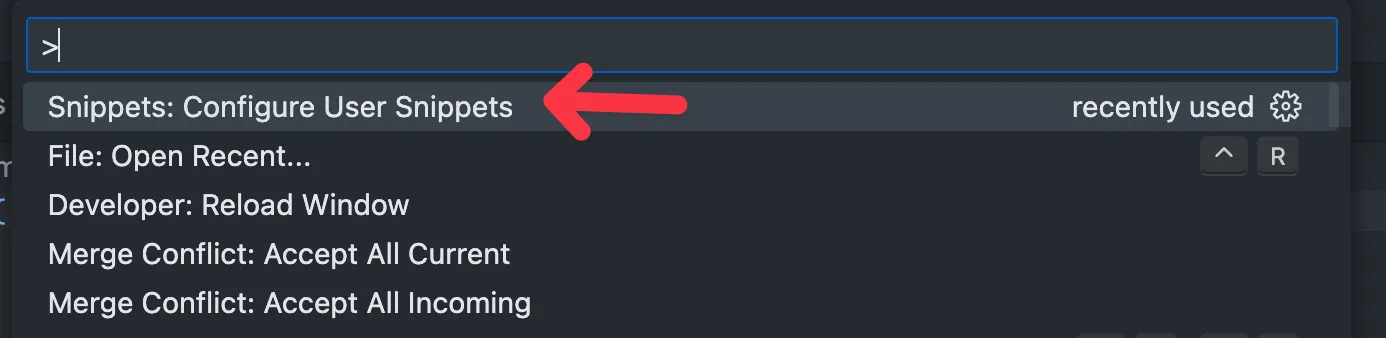 >
Snippets: Configure User Snippets recently used
File: Open Recent... ^ R
Developer: Reload Window
Merge Conflict: Accept All Current
Merge Conflict: Accept All Incoming